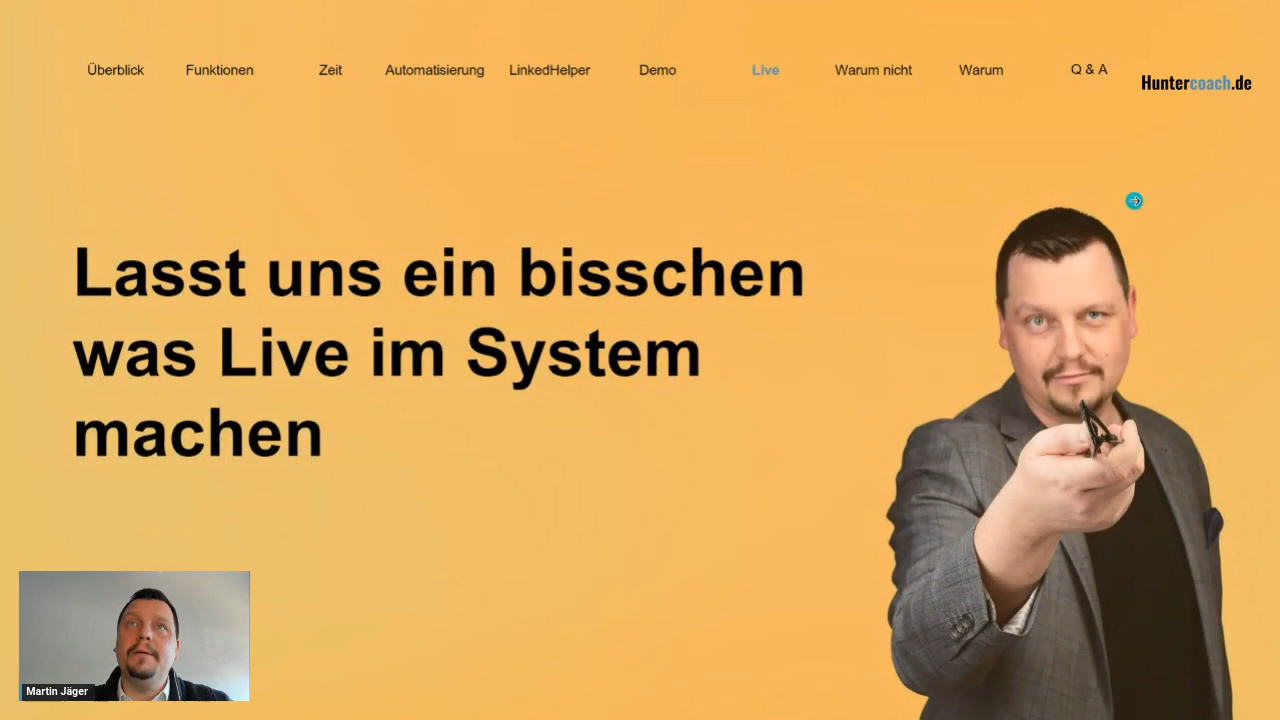 Überblick Funktionen Zeit Automatisierung LinkedHelper Demo Live Warum nicht Warum Q & A
Huntercoach.de
Lasst uns ein bisschen
was Live im System
machen
Martin Jäger